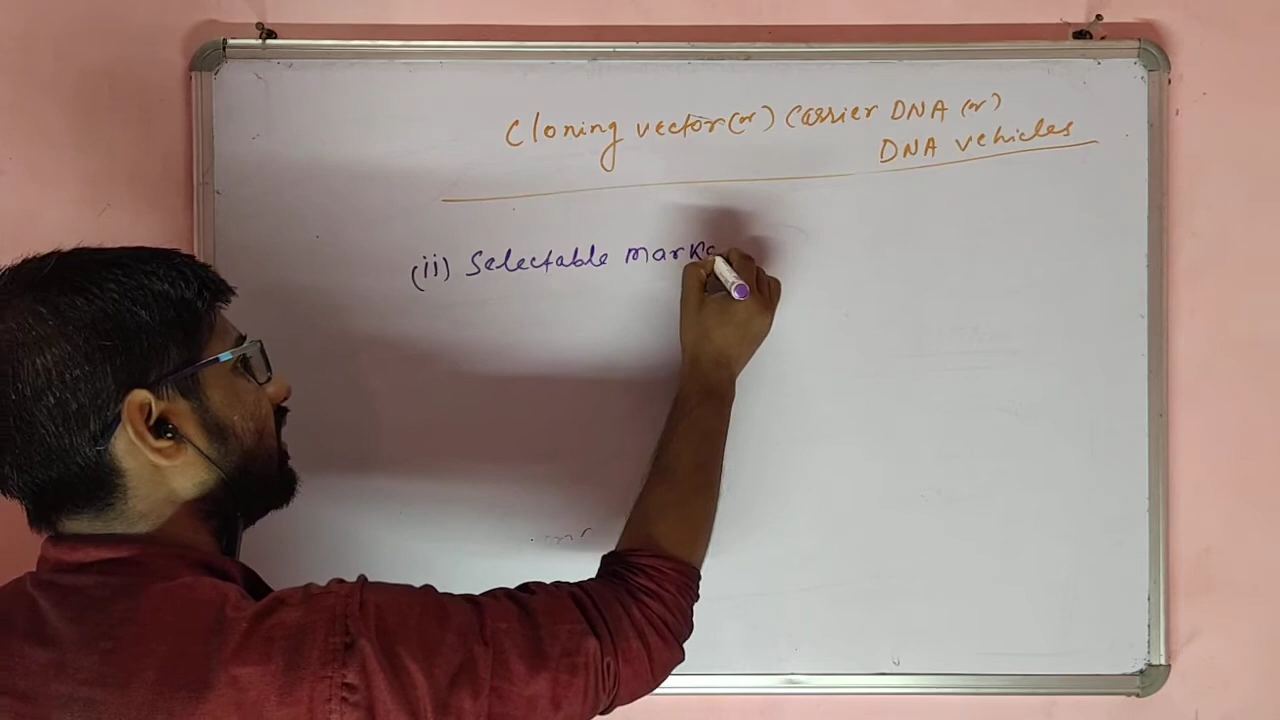 Cloning vector (or) Carrier DNA (or)
DNA vehicles
(ii) Selectable marke